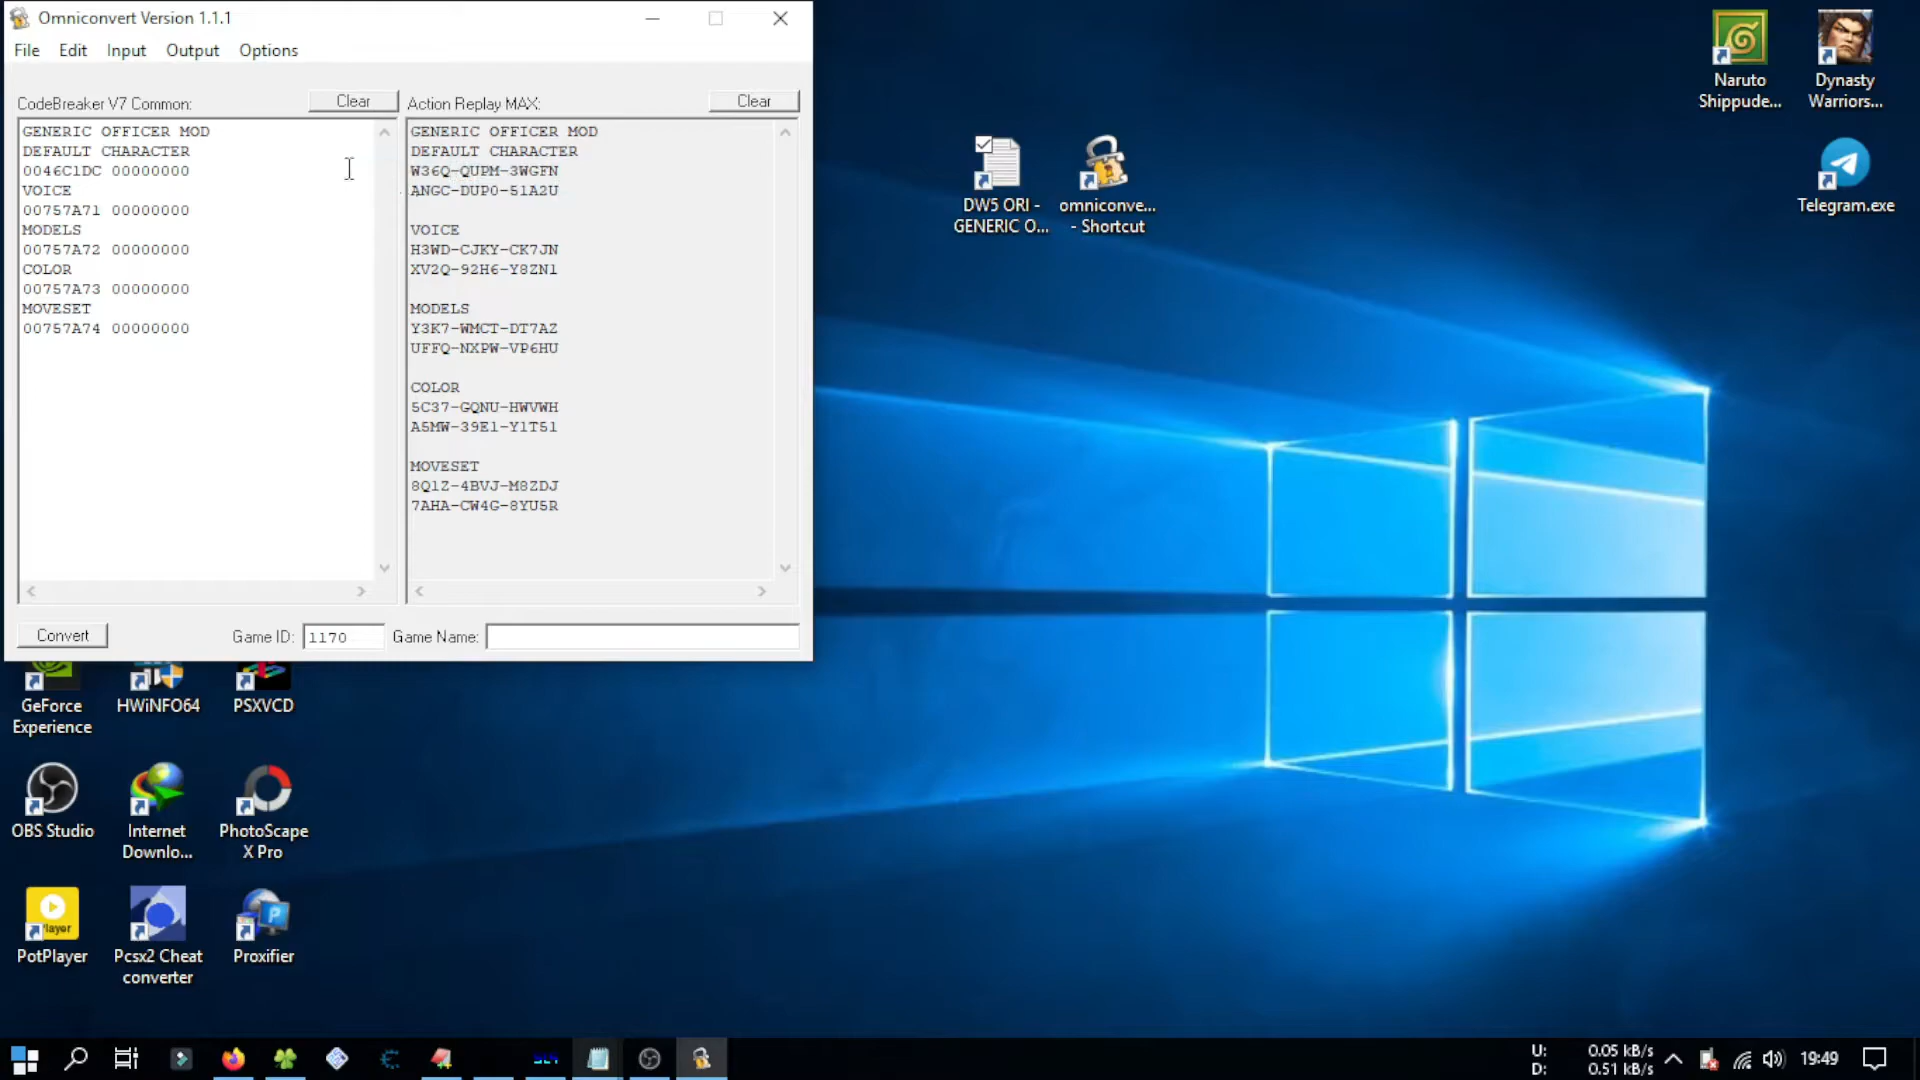 Omniconvert Version 1.1.1
File Edit Input Output Options
CodeBreaker V7 Common:
Clear
Action Replay MAX:
Clear
GENERIC OFFICER MOD
DEFAULT CHARACTER
0046C1DC 00000000
VOICE
00757A71 00000000
MODELS
00757A72 00000000
COLOR
00757A73 00000000
MOVESET
00757A74 00000000
GENERIC OFFICER MOD
DEFAULT CHARACTER
W36Q-QUPM-3WGFN
ANGC-DUP0-51A2U
VOICE
H3WD-CJKY-CK7JN
XV2Q-92H6-Y8ZN1
MODELS
Y3K7-WMCT-DT7AZ
UFFQ-NXPW-VP6HU
COLOR
5C37-GQNU-HWVWH
A5MW-39E1-Y1T51
MOVESET
8Q1Z-4BVJ-M8ZDJ
7AHA-CW4G-8YU5R
Convert
Game ID: 1170
Game Name:
DW5 ORI -
GENERIC O...
omniconve...
- Shortcut
Naruto
Shippude...
Dynasty
Warriors...
Telegram.exe
GeForce
Experience
HWiNFO64
PSXVCD
OBS Studio
Internet
Downlo...
PhotoScape
X Pro
Player
PotPlayer
Pcsx2 Cheat
converter
P
Proxifier
U: 0.05 kB/s
D: 0.51 kB/s
19:49